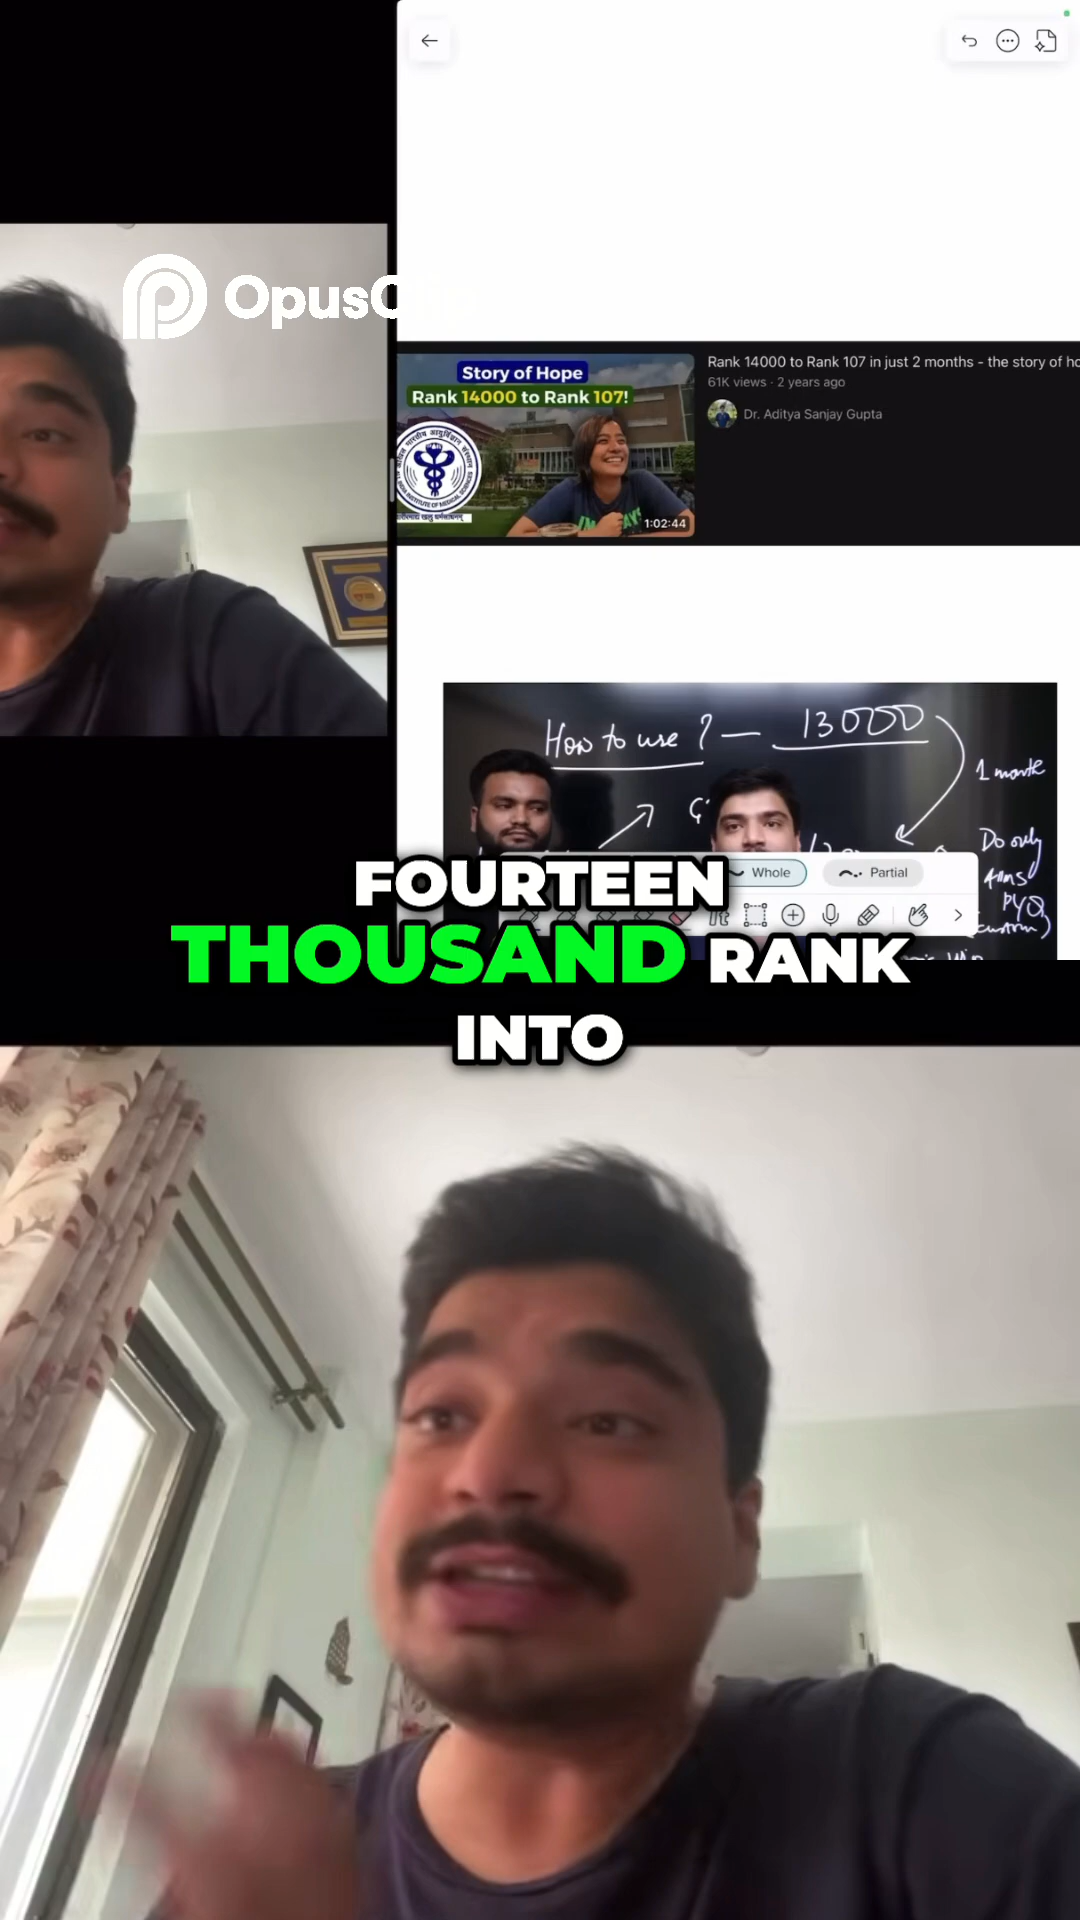 OpusClip
Story of Hope
Rank 14000 to Rank 107!
1:02:44
Rank 14000 to Rank 107 in just 2 months - the story of ho
61K views · 2 years ago
Dr. Aditya Sanjay Gupta
How to use ? — 13000
1 month
Do only
AIIMS
PYQ
(custom)
Whole
Partial
FOURTEEN
THOUSAND RANK
INTO